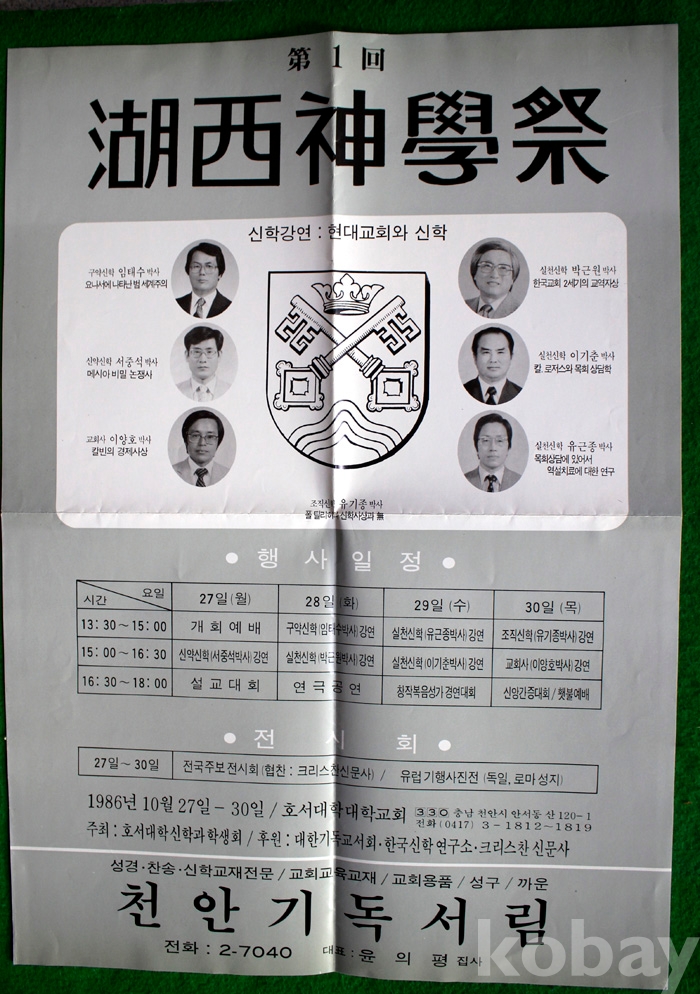 第1回
湖西神學祭
신학강연 : 현대교회와 신학
구약신학 임태수 박사
요나서에 나타난 범 세계주의
신약신학 서중석 박사
메시아 비밀 논쟁사
교회사 이양호 박사
칼빈의 경제사상
실천신학 박근원 박사
한국교회 2세기의 교역자상
실천신학 이기춘 박사
칼. 로저스와 목회 상담학
실천신학 유근종 박사
목회상담에 있어서
역설치료에 대한 연구
조직신학 유기종 박사
폴 틸리히의 신학사상과 無
• 행사일정 •
시간 요일 27일(월) 28일(화) 29일(수) 30일(목)
13:30~15:00 개회예배 구약신학(임태수박사)강연 실천신학(유근종박사)강연 조직신학(유기종박사)강연
15:00~16:30 신약신학(서중석박사)강연 실천신학(박근원박사)강연 실천신학(이기춘박사)강연 교회사(이양호박사)강연
16:30~18:00 설교대회 연극공연 창작복음성가 경연대회 신앙간증대회 / 횃불예배
• 전시회 •
27일~30일 전국주보전시회(협찬 : 크리스찬신문사) / 유럽기행사진전(독일, 로마성지)
1986년 10월 27일-30일 / 호서대학대학교회 330 충남 천안시 안서동 산 120-1
전화 (0417) 3-1812~1819
주최 : 호서대학신학과학생회 / 후원 : 대한기독교서회·한국신학연구소·크리스찬 신문사
성경·찬송·신학교재전문 / 교회교육교재 / 교회용품 / 성구 / 까운
천안기독서림
전화 : 2-7040 대표 : 윤의평 집사
kobay